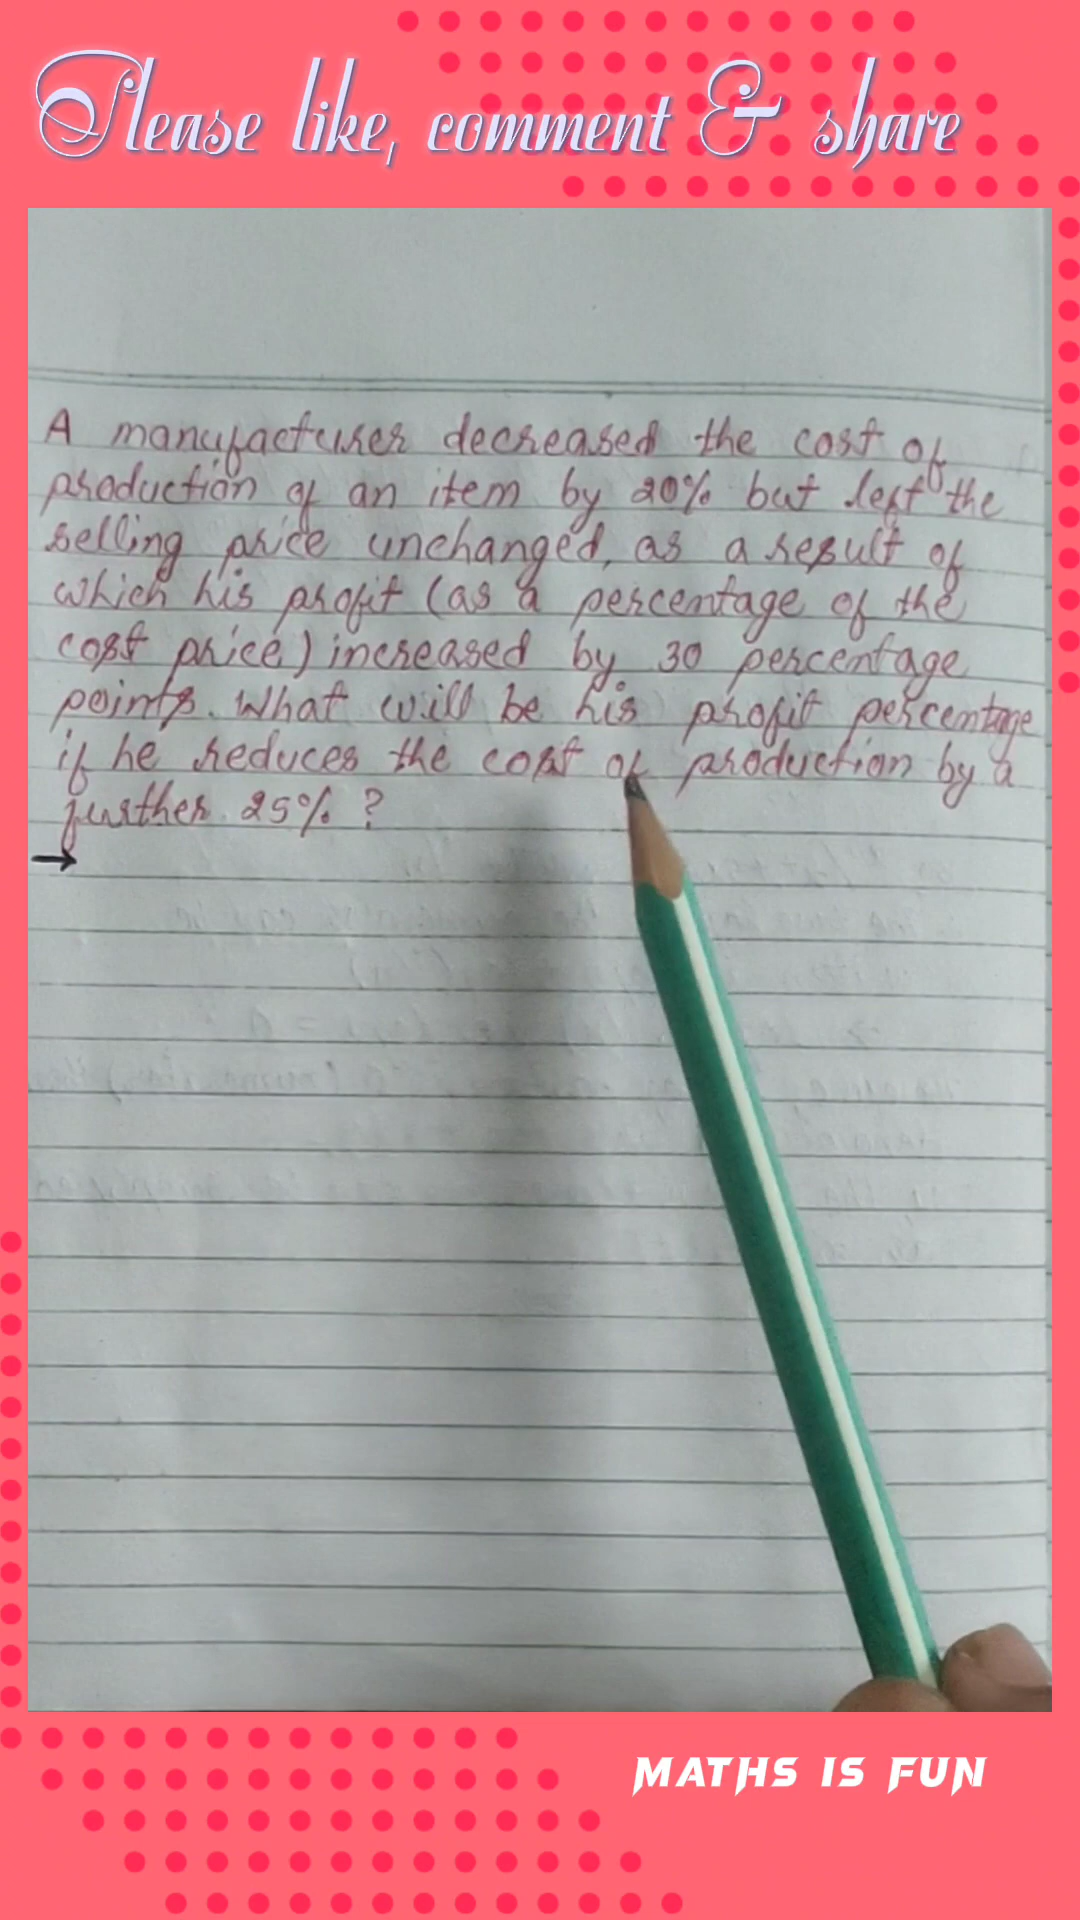 Please like, comment & share
A manufacturer decreased the cost of
production of an item by 20% but left the
selling price unchanged, as a result of
which his profit (as a percentage of the
cost price) increased by 30 percentage
points. What will be his profit percentage
if he reduces the cost of production by a
further 25% ?
MATHS IS FUN